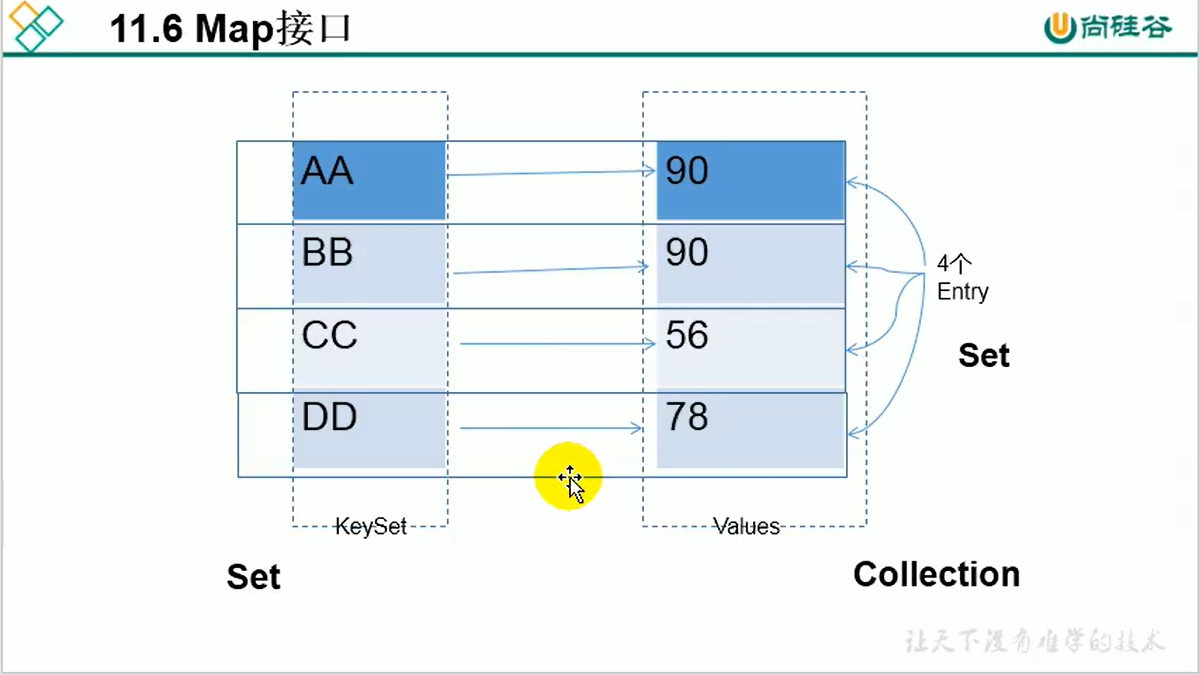 11.6 Map接口
尚硅谷
AA
90
BB
90
CC
56
DD
78
4个
Entry
Set
KeySet
Values
Set
Collection
让天下没有难学的技术